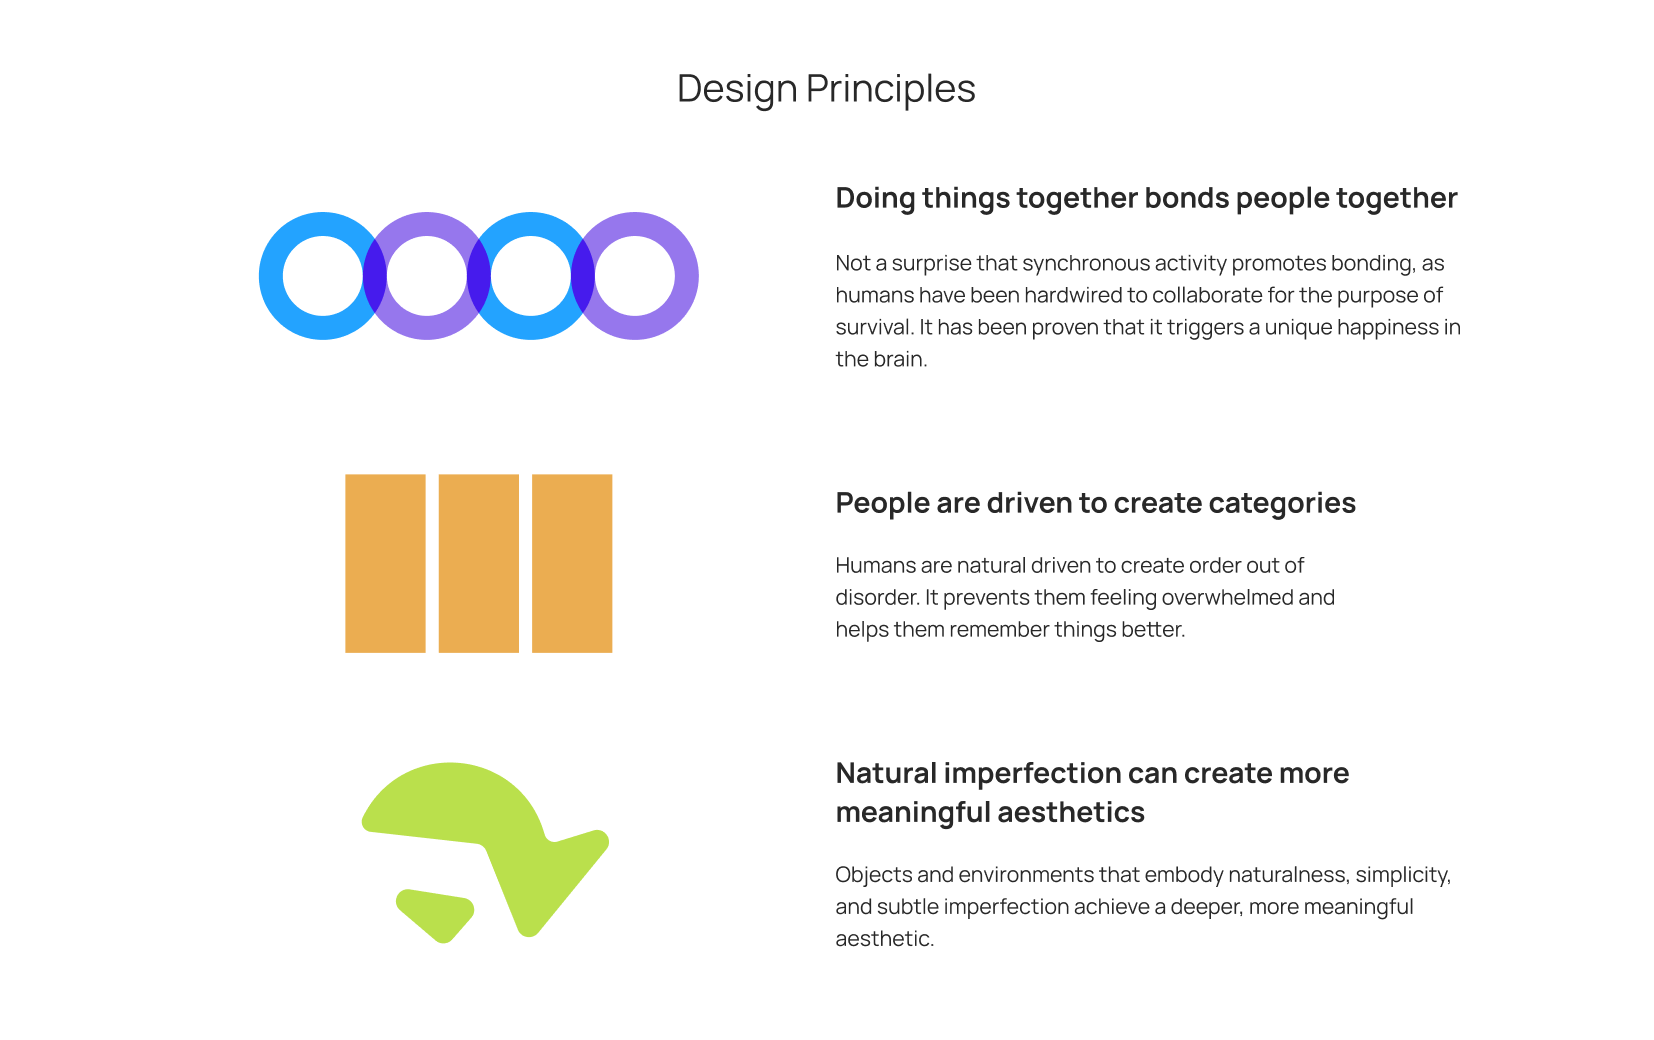 Design Principles
Doing things together bonds people together
Not a surprise that synchronous activity promotes bonding, as
humans have been hardwired to collaborate for the purpose of
survival. It has been proven that it triggers a unique happiness in
the brain.
People are driven to create categories
Humans are natural driven to create order out of
disorder. It prevents them feeling overwhelmed and
helps them remember things better.
Natural imperfection can create more
meaningful aesthetics
Objects and environments that embody naturalness, simplicity,
and subtle imperfection achieve a deeper, more meaningful
aesthetic.